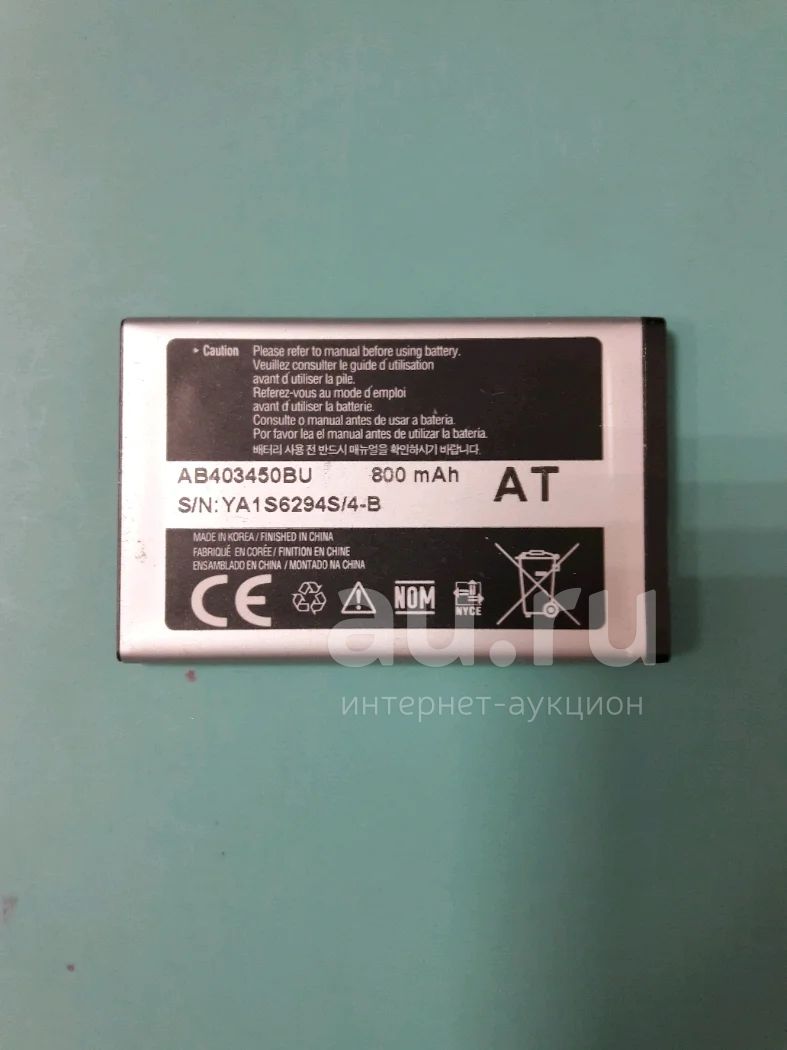 ▸ Caution Please refer to manual before using battery.
Veuillez consulter le guide d'utilisation
avant d'utiliser la pile.
Referez-vous au mode d'emploi
avant d'utiliser la batterie.
Consulte o manual antes de usar a bateria.
Por favor lea el manual antes de utilizar la batería.
배터리 사용 전 반드시 매뉴얼을 확인하시기 바랍니다.
AB403450BU 800 mAh AT
S/N: YA1S6294S/4-B
MADE IN KOREA / FINISHED IN CHINA
FABRIQUÉ EN CORÉE / FINITION EN CHINE
ENSAMBLADO EN CHINA / MONTADO NA CHINA
CE NOM NYCE
au.ru
интернет-аукцион